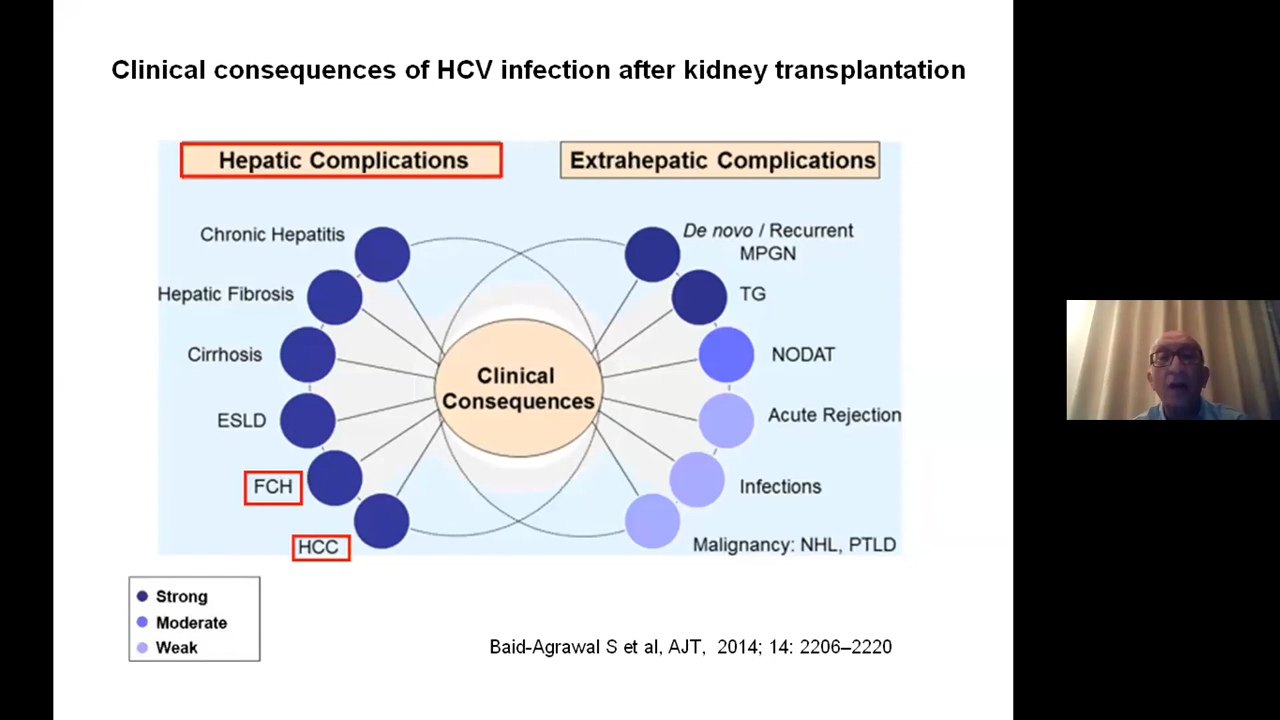 Clinical consequences of HCV infection after kidney transplantation
Hepatic Complications
Extrahepatic Complications
Chronic Hepatitis
Hepatic Fibrosis
Cirrhosis
ESLD
FCH
HCC
Clinical
Consequences
De novo / Recurrent
MPGN
TG
NODAT
Acute Rejection
Infections
Malignancy: NHL, PTLD
Strong
Moderate
Weak
Baid-Agrawal S et al, AJT, 2014; 14: 2206–2220